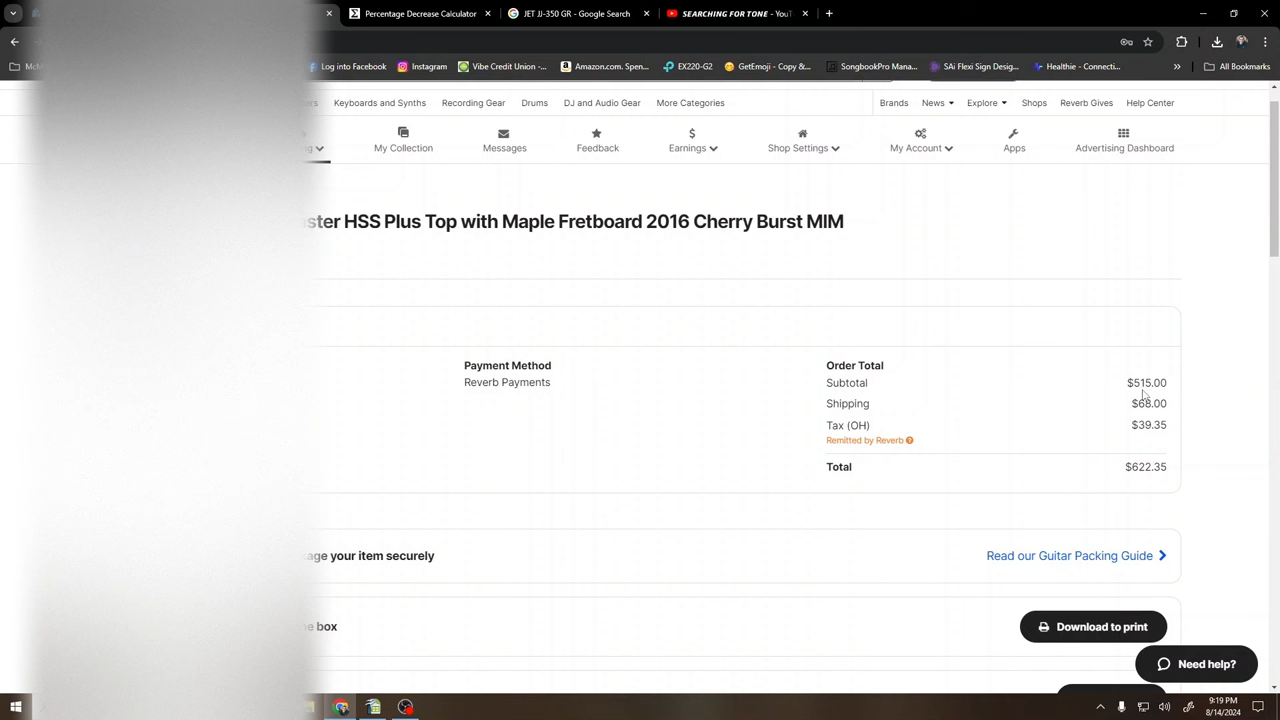 Percentage Decrease Calculator
JET JJ-350 GR - Google Search
SEARCHING FOR TONE - YouT
Log into Facebook
Instagram
Vibe Credit Union -...
Amazon.com. Spen...
EX220-G2
GetEmoji - Copy &...
SongbookPro Mana...
SAi Flexi Sign Design...
Healthie - Connecti...
All Bookmarks
Keyboards and Synths
Recording Gear
Drums
DJ and Audio Gear
More Categories
Brands
News
Explore
Shops
Reverb Gives
Help Center
My Collection
Messages
Feedback
Earnings
Shop Settings
My Account
Apps
Advertising Dashboard
ster HSS Plus Top with Maple Fretboard 2016 Cherry Burst MIM
Payment Method
Reverb Payments
Order Total
Subtotal $515.00
Shipping $68.00
Tax (OH) $39.35
Remitted by Reverb
Total $622.35
kage your item securely
Read our Guitar Packing Guide
e box
Download to print
Need help?
9:19 PM
8/14/2024